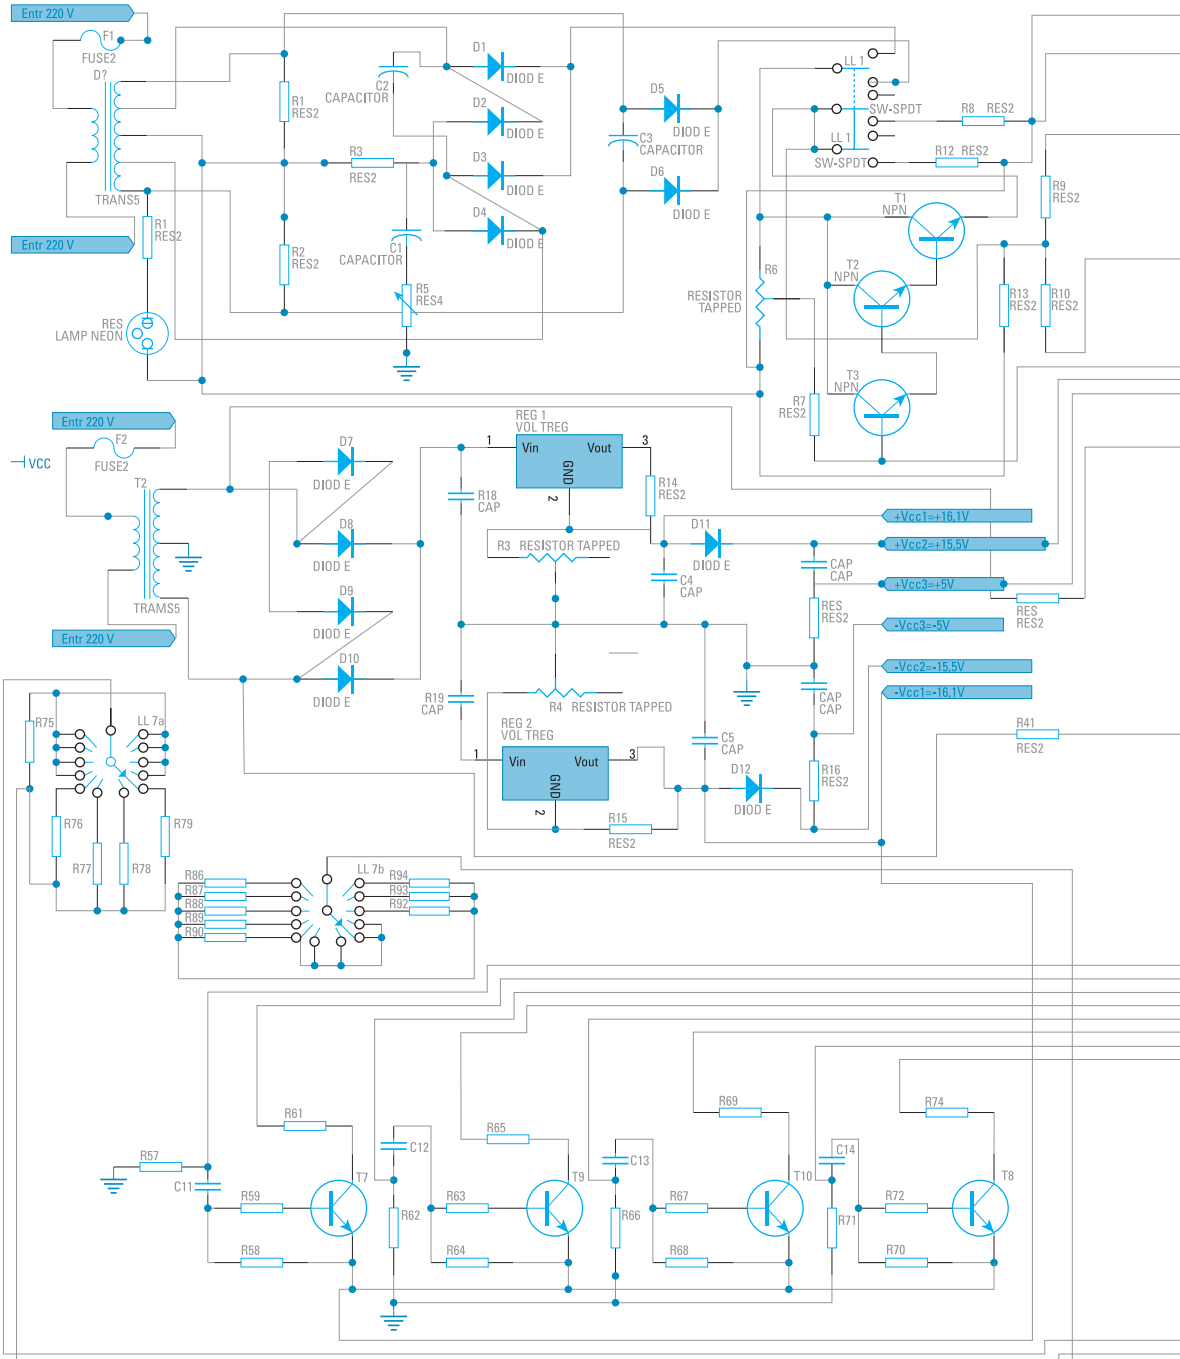 Entr 220 V
F1
FUSE2
D?
TRANS5
Entr 220 V
R1
RES2
RES
LAMP NEON
R1
RES2
R2
RES2
R3
RES2
C2
CAPACITOR
C1
CAPACITOR
R5
RES4
D1
DIOD E
D2
DIOD E
D3
DIOD E
D4
DIOD E
C3
CAPACITOR
D5
DIOD E
D6
DIOD E
LL 1
SW-SPDT
LL 1
SW-SPDT
R8 RES2
R12 RES2
T1
NPN
T2
NPN
T3
NPN
R6
RESISTOR
TAPPED
R7
RES2
R9
RES2
R13
RES2
R10
RES2
Entr 220 V
F2
FUSE2
VCC
T2
TRAMS5
Entr 220 V
D7
DIOD E
D8
DIOD E
D9
DIOD E
D10
DIOD E
REG 1
VOL TREG
1
Vin
Vout
3
GND
2
R18
CAP
R14
RES2
R3 RESISTOR TAPPED
D11
DIOD E
C4
CAP
CAP
CAP
RES
RES2
CAP
CAP
R16
RES2
+Vcc1=+16,1V
+Vcc2=+15,5V
+Vcc3=+5V
-Vcc3=-5V
-Vcc2=-15,5V
-Vcc1=-16,1V
RES
RES2
R41
RES2
R19
CAP
R4 RESISTOR TAPPED
REG 2
VOL TREG
1
Vin
Vout
3
GND
2
C5
CAP
D12
DIOD E
R15
RES2
R75
LL 7a
R76
R77
R78
R79
LL 7b
R86
R87
R88
R89
R90
R94
R93
R92
R57
C11
R61
R59
R58
T7
C12
R62
R65
R63
R64
T9
C13
R66
R69
R67
R68
T10
C14
R71
R74
R72
R70
T8